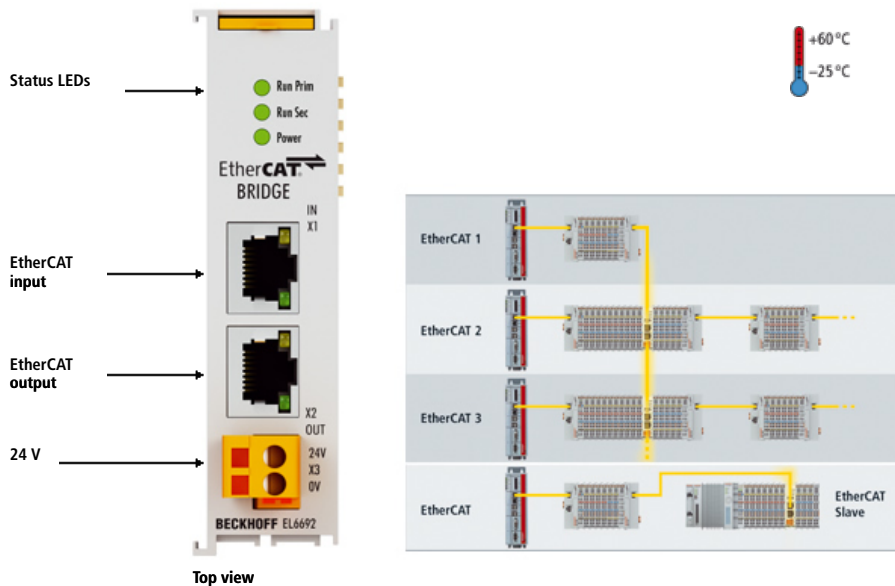 Status LEDs
Run Prim
Run Sec
Power
EtherCAT®
BRIDGE
IN
X1
EtherCAT
input
EtherCAT
output
X2
OUT
24 V
24V
X3
0V
BECKHOFF EL6692
Top view
+60 °C
–25 °C
EtherCAT 1
EtherCAT 2
EtherCAT 3
EtherCAT
EtherCAT
Slave